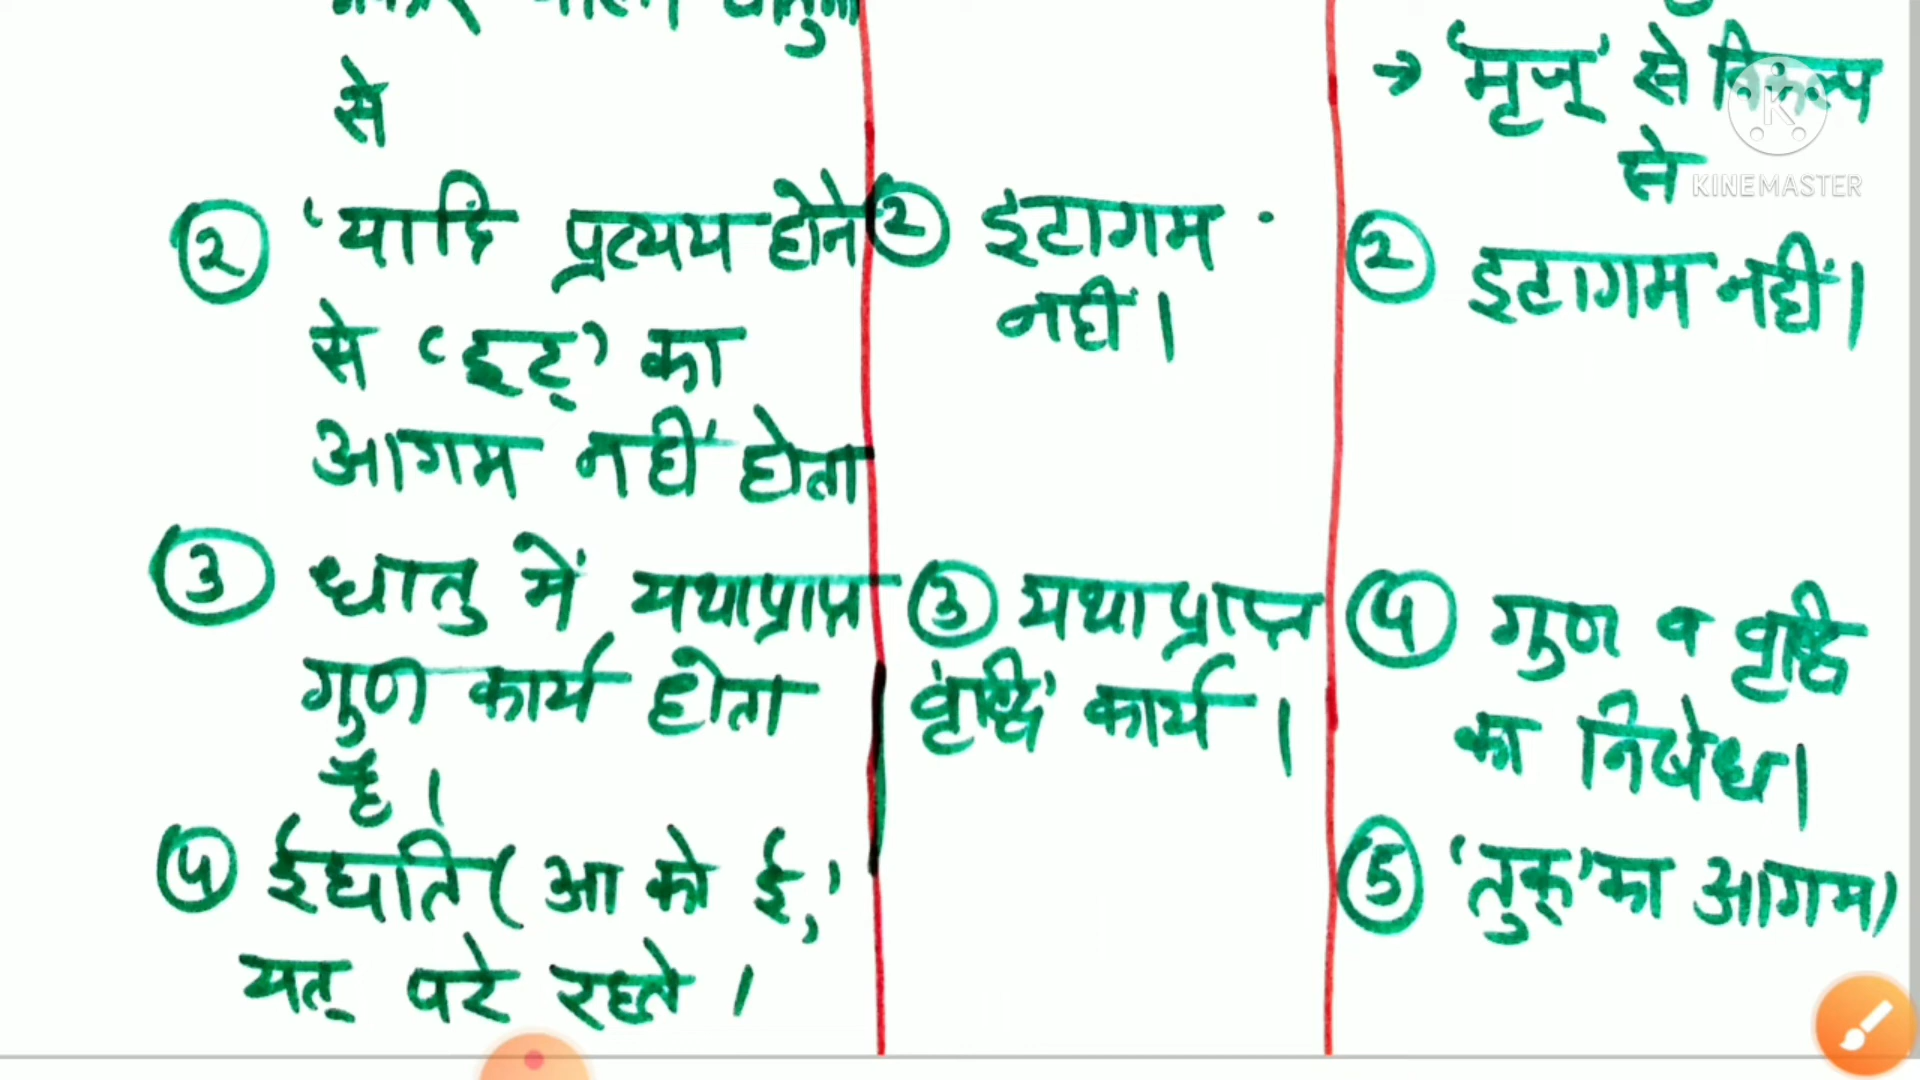 से
② 'यादि प्रत्यय होने
से 'इट्' का
आगम नहीं होता
③ धातु में यथाप्राप्त
गुण कार्य होता
है।
④ ईद्यति (आ को ई,
यत् परे रहते।
② इटागम
नहीं।
③ यथाप्राप्त
वृद्धि कार्य।
→ 'मृज्' से विकल्प
से
② इटागम नहीं।
④ गुण व वृद्धि
का निषेध।
⑤ 'तुक्' का आगम।
KINEMASTER